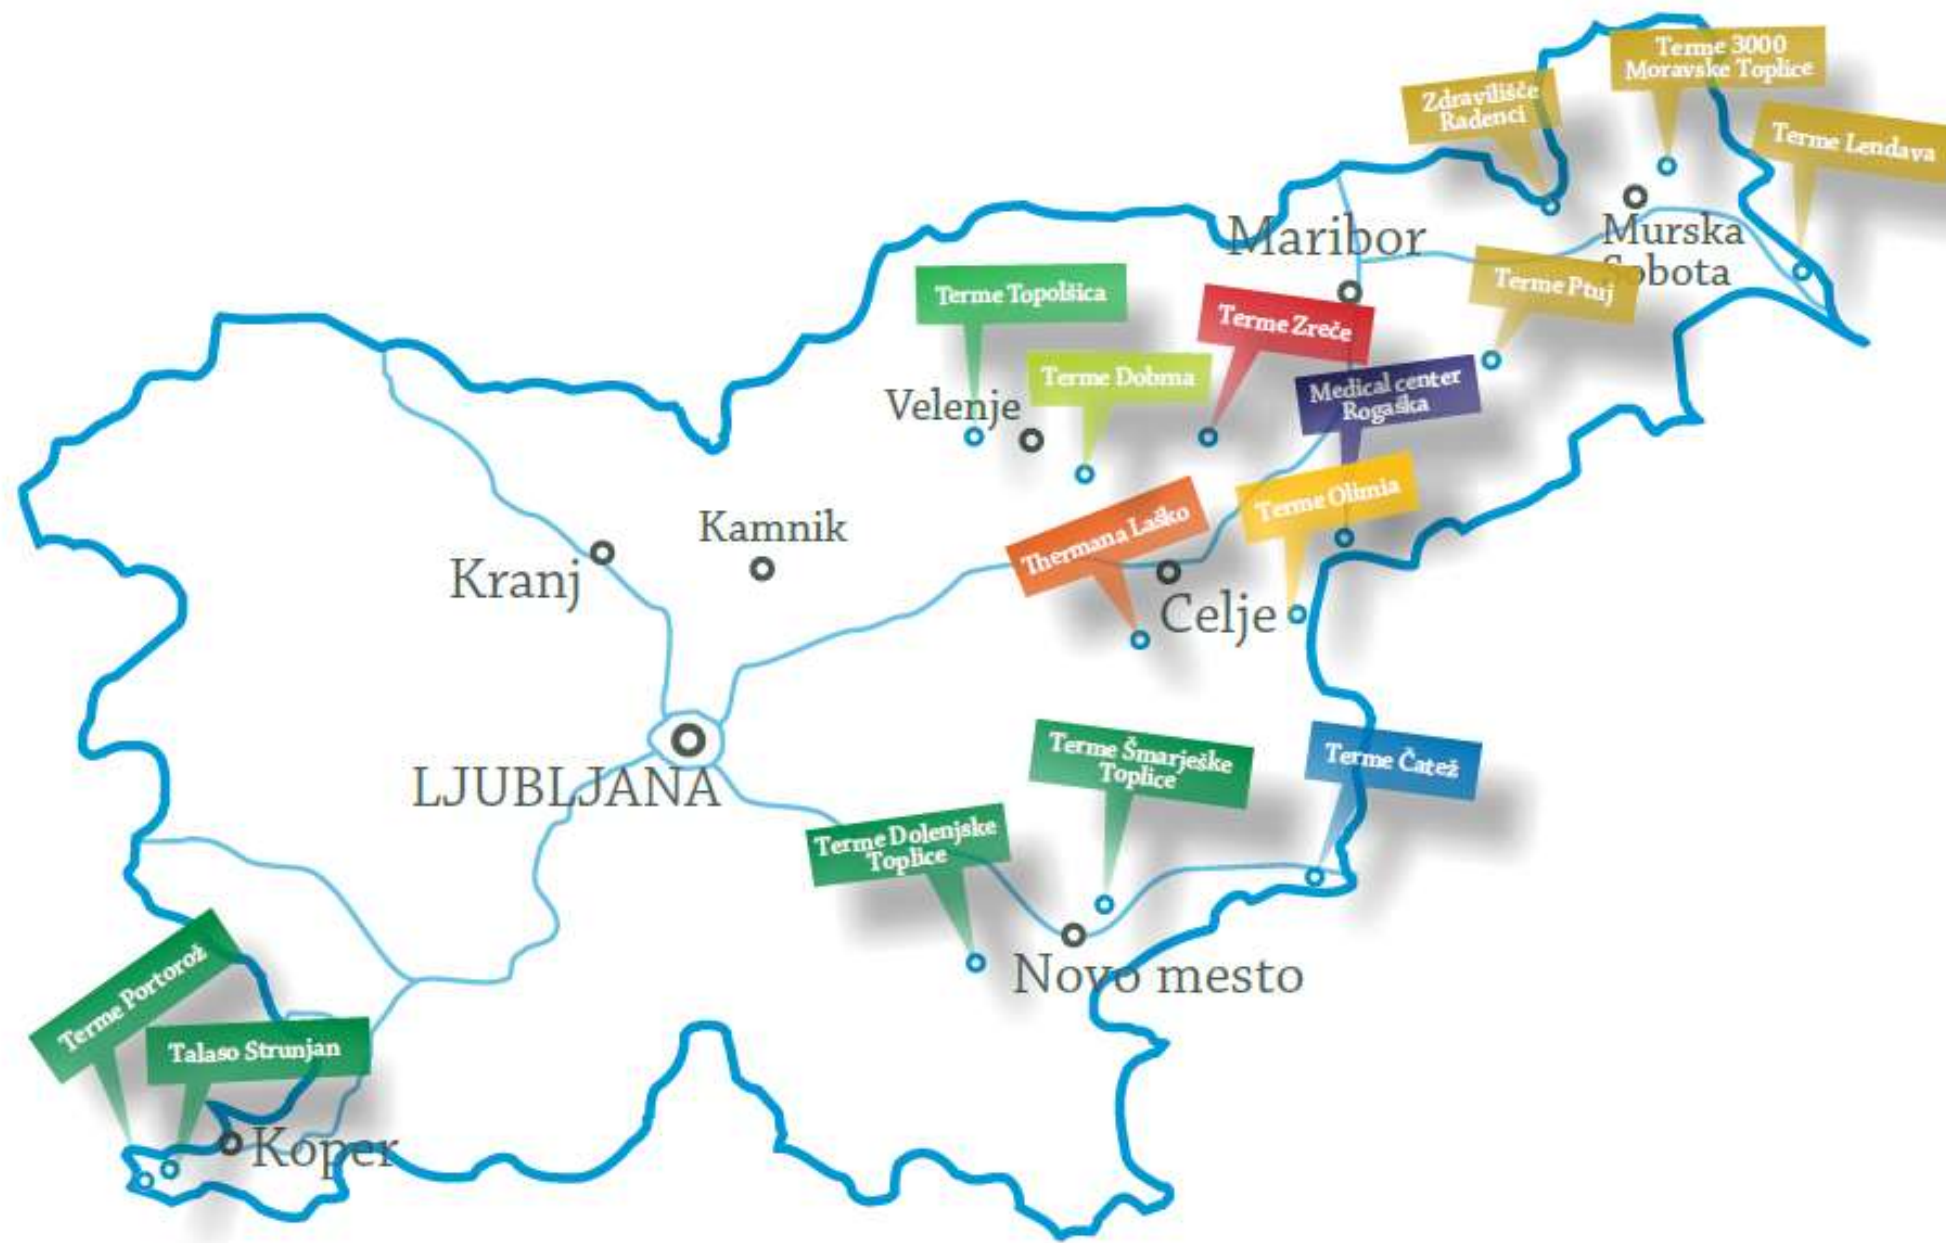 Terme 3000
Moravske Toplice
Zdravilišče
Radenci
Terme Lendava
Maribor
Murska
Sobota
Terme Topolšica
Terme Ptuj
Terme Zreče
Terme Dobrna
Medical center
Rogaška
Velenje
Terme Olimia
Thermana Laško
Kamnik
Kranj
Celje
LJUBLJANA
Terme Šmarješke
Toplice
Terme Čatež
Terme Dolenjske
Toplice
Novo mesto
Terme Portorož
Talaso Strunjan
Koper